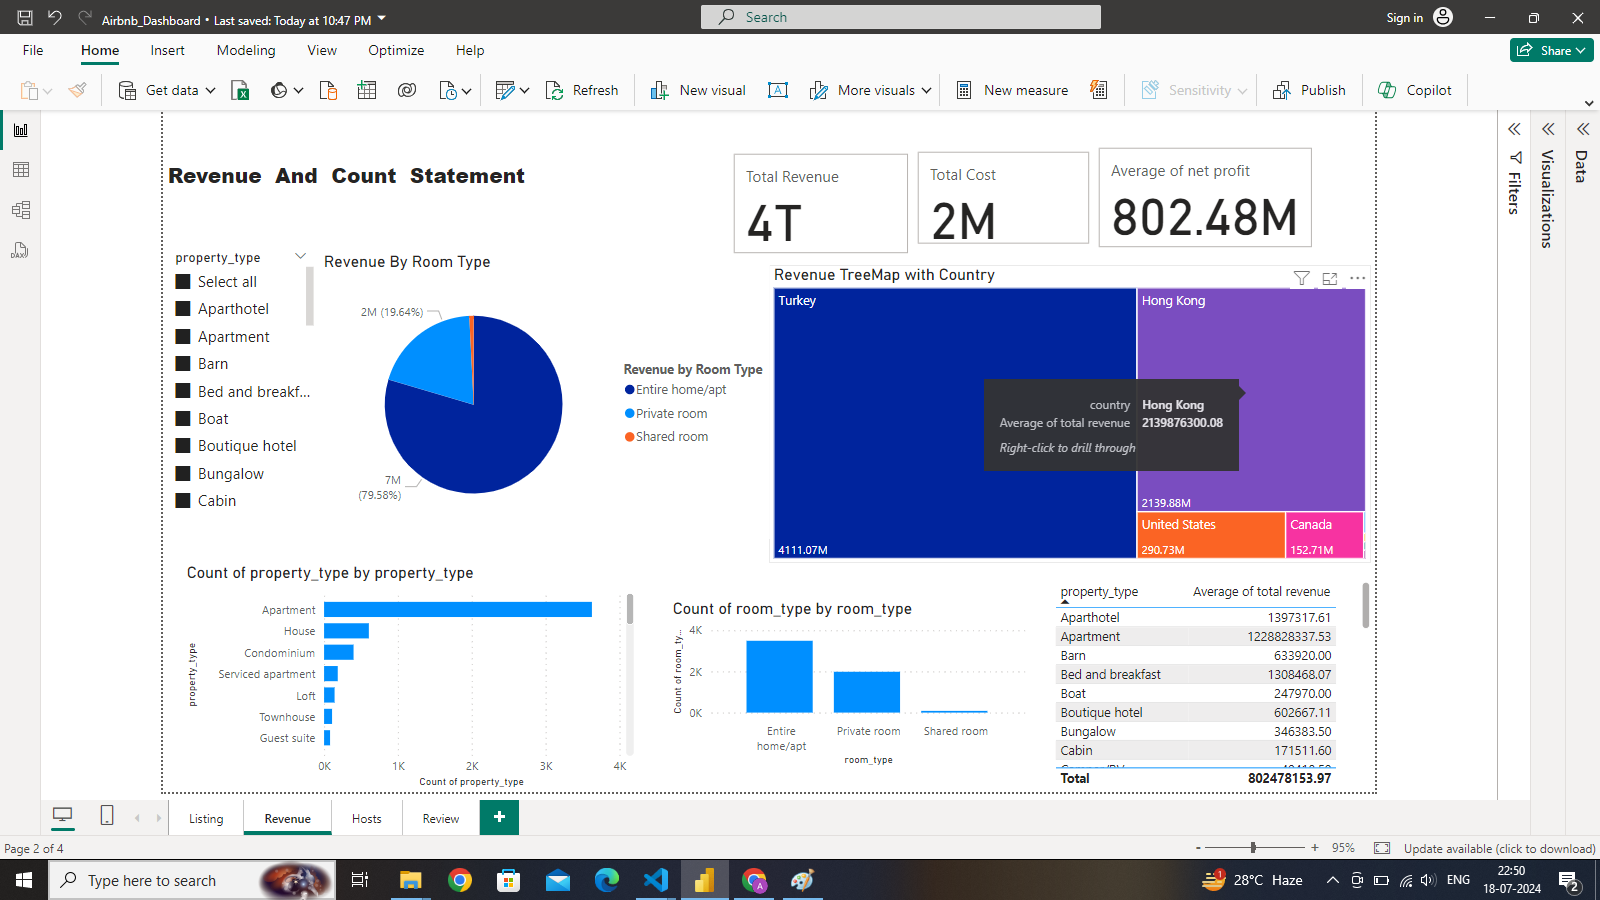 Airbnb_Dashboard • Last saved: Today at 10:47 PM
Search
Sign in
File Home Insert Modeling View Optimize Help
Share
Get data
Refresh
New visual
More visuals
New measure
Sensitivity
Publish
Copilot
Revenue And Count Statement
Total Revenue
4T
Total Cost
2M
Average of net profit
802.48M
property_type
Select all
Aparthotel
Apartment
Barn
Bed and breakf...
Boat
Boutique hotel
Bungalow
Cabin
Revenue By Room Type
2M (19.64%)
7M
(79.58%)
Revenue by Room Type
Entire home/apt
Private room
Shared room
Revenue TreeMap with Country
Turkey
4111.07M
Hong Kong
2139.88M
country Hong Kong
Average of total revenue 2139876300.08
Right-click to drill through
United States
290.73M
Canada
152.71M
Filters
Visualizations
Data
Count of property_type by property_type
property_type
Apartment
House
Condominium
Serviced apartment
Loft
Townhouse
Guest suite
0K 1K 2K 3K 4K
Count of property_type
Count of room_type by room_type
Count of room_ty...
4K
2K
0K
Entire
home/apt
Private room
Shared room
room_type
property_type Average of total revenue
Aparthotel 1397317.61
Apartment 1228828337.53
Barn 633920.00
Bed and breakfast 1308468.07
Boat 247970.00
Boutique hotel 602667.11
Bungalow 346383.50
Cabin 171511.60
Total 802478153.97
Listing Revenue Hosts Review +
Page 2 of 4
- + 95%
Update available (click to download)
Type here to search
28°C Haze
ENG
22:50
18-07-2024
2